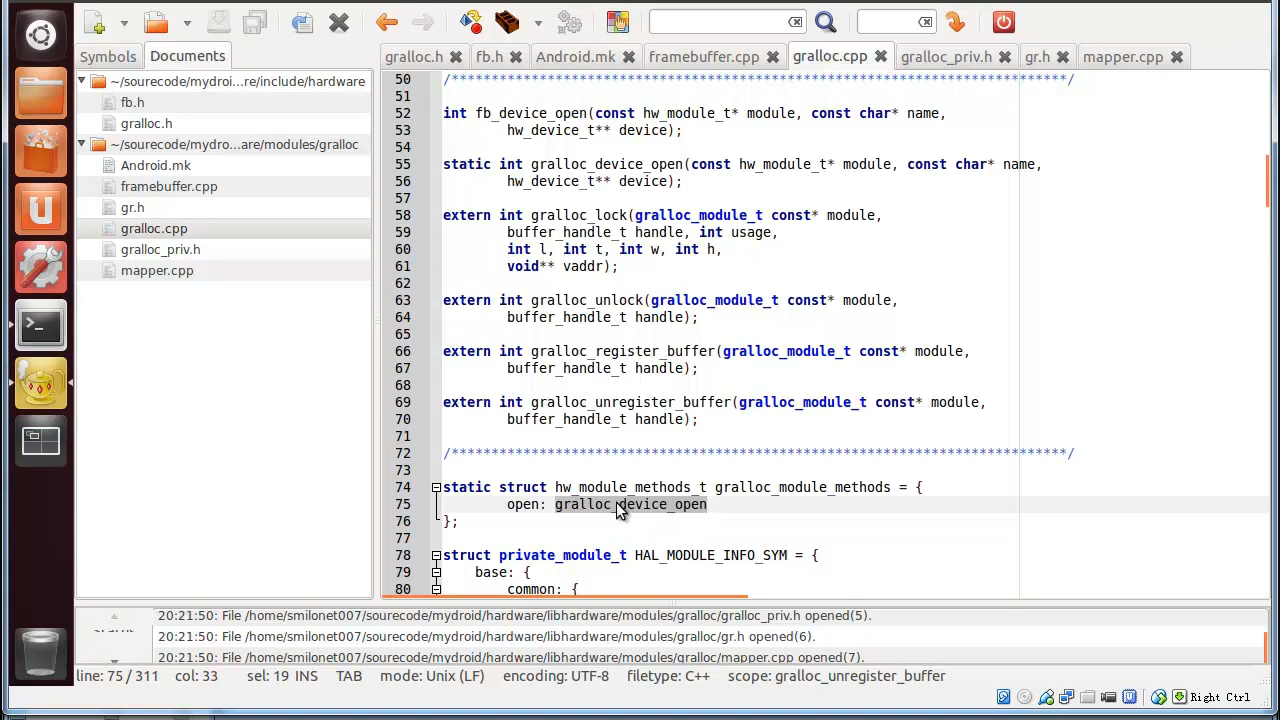 Symbols Documents
~/sourecode/mydroi...re/include/hardware
fb.h
gralloc.h
~/sourecode/mydro...are/modules/gralloc
Android.mk
framebuffer.cpp
gr.h
gralloc.cpp
gralloc_priv.h
mapper.cpp
gralloc.h fb.h Android.mk framebuffer.cpp gralloc.cpp gralloc_priv.h gr.h mapper.cpp
50 /*****************************************************************************/
51
52 int fb_device_open(const hw_module_t* module, const char* name,
53 hw_device_t** device);
54
55 static int gralloc_device_open(const hw_module_t* module, const char* name,
56 hw_device_t** device);
57
58 extern int gralloc_lock(gralloc_module_t const* module,
59 buffer_handle_t handle, int usage,
60 int l, int t, int w, int h,
61 void** vaddr);
62
63 extern int gralloc_unlock(gralloc_module_t const* module,
64 buffer_handle_t handle);
65
66 extern int gralloc_register_buffer(gralloc_module_t const* module,
67 buffer_handle_t handle);
68
69 extern int gralloc_unregister_buffer(gralloc_module_t const* module,
70 buffer_handle_t handle);
71
72 /*****************************************************************************/
73
74 static struct hw_module_methods_t gralloc_module_methods = {
75 open: gralloc_device_open
76 };
77
78 struct private_module_t HAL_MODULE_INFO_SYM = {
79 base: {
80 common: {
20:21:50: File /home/smilonet007/sourecode/mydroid/hardware/libhardware/modules/gralloc/gralloc_priv.h opened(5).
20:21:50: File /home/smilonet007/sourecode/mydroid/hardware/libhardware/modules/gralloc/gr.h opened(6).
20:21:50: File /home/smilonet007/sourecode/mydroid/hardware/libhardware/modules/gralloc/mapper.cpp opened(7).
line: 75 / 311 col: 33 sel: 19 INS TAB mode: Unix (LF) encoding: UTF-8 filetype: C++ scope: gralloc_unregister_buffer
Right Ctrl